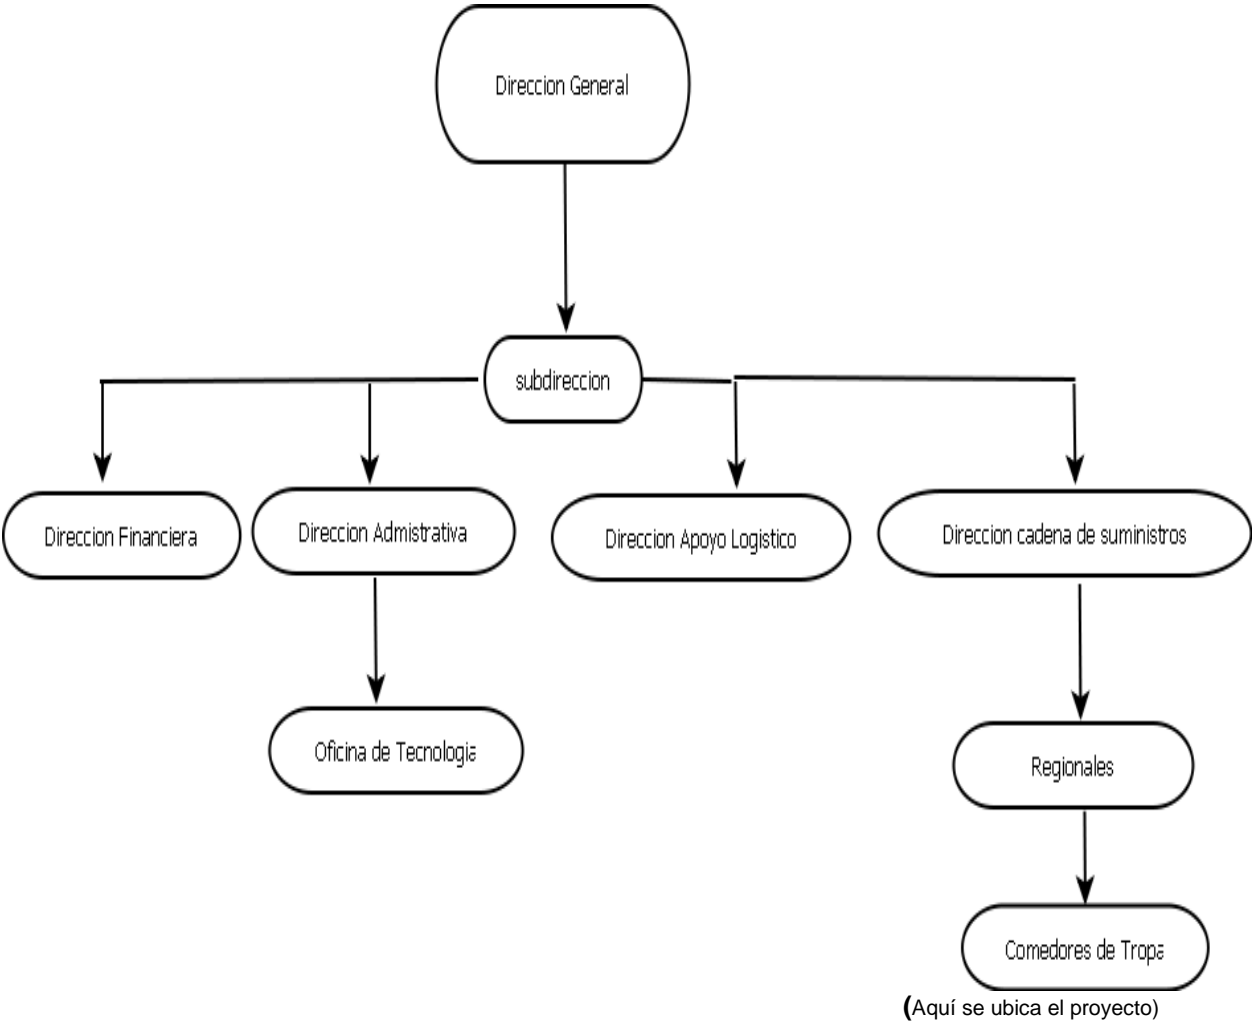 Direccion General
subdireccion
Direccion Financiera
Direccion Admistrativa
Direccion Apoyo Logistico
Direccion cadena de suministros
Oficina de Tecnologia
Regionales
Comedores de Tropa
(Aquí se ubica el proyecto)